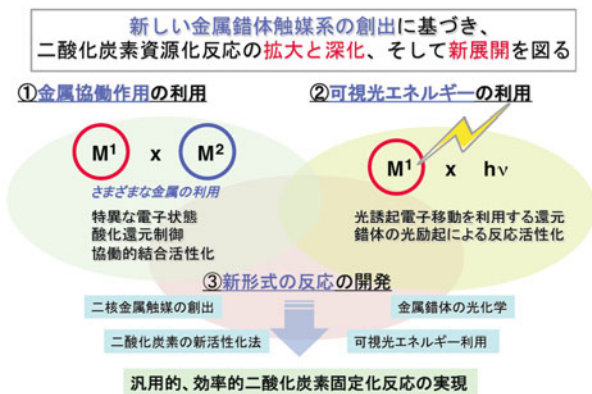 新しい金属錯体触媒系の創出に基づき、
二酸化炭素資源化反応の拡大と深化、そして新展開を図る
①金属協働作用の利用
②可視光エネルギーの利用
M¹ x M²
M¹ x hν
さまざまな金属の利用
特異な電子状態
酸化還元制御
協働的結合活性化
光誘起電子移動を利用する還元
錯体の光励起による反応活性化
③新形式の反応の開発
二核金属触媒の創出
金属錯体の光化学
二酸化炭素の新活性化法
可視光エネルギー利用
汎用的、効率的二酸化炭素固定化反応の実現